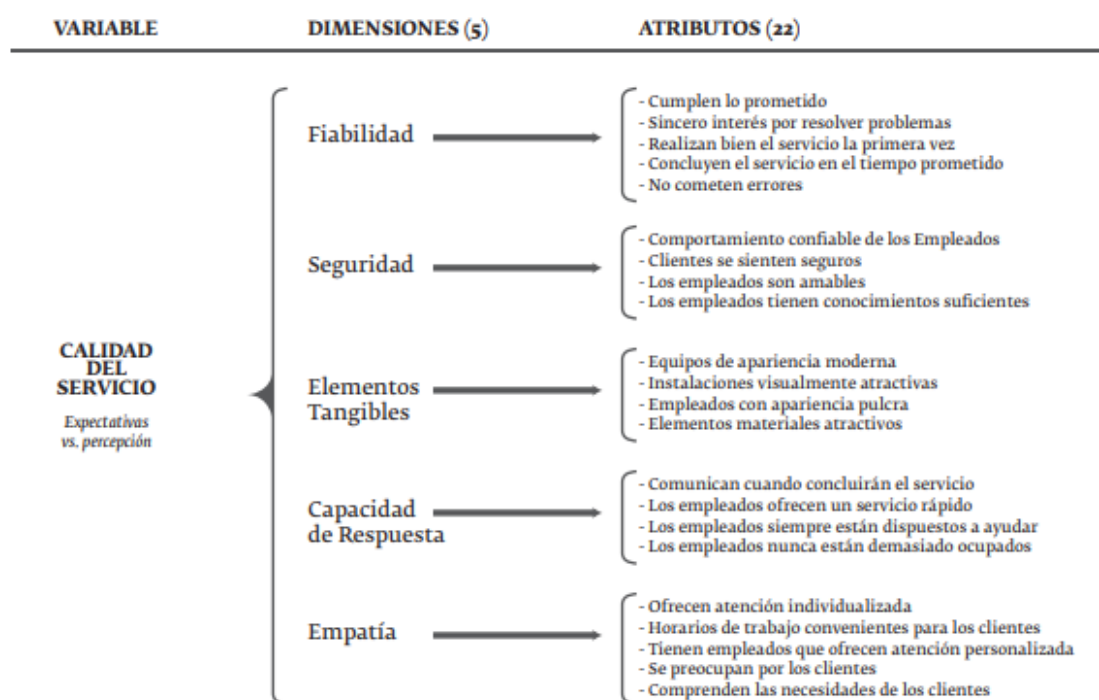 VARIABLE DIMENSIONES (5) ATRIBUTOS (22)
Fiabilidad
- Cumplen lo prometido
- Sincero interés por resolver problemas
- Realizan bien el servicio la primera vez
- Concluyen el servicio en el tiempo prometido
- No cometen errores
Seguridad
- Comportamiento confiable de los Empleados
- Clientes se sienten seguros
- Los empleados son amables
- Los empleados tienen conocimientos suficientes
CALIDAD
DEL
SERVICIO
Expectativas
vs. percepción
Elementos
Tangibles
- Equipos de apariencia moderna
- Instalaciones visualmente atractivas
- Empleados con apariencia pulcra
- Elementos materiales atractivos
Capacidad
de Respuesta
- Comunican cuando concluirán el servicio
- Los empleados ofrecen un servicio rápido
- Los empleados siempre están dispuestos a ayudar
- Los empleados nunca están demasiado ocupados
Empatía
- Ofrecen atención individualizada
- Horarios de trabajo convenientes para los clientes
- Tienen empleados que ofrecen atención personalizada
- Se preocupan por los clientes
- Comprenden las necesidades de los clientes